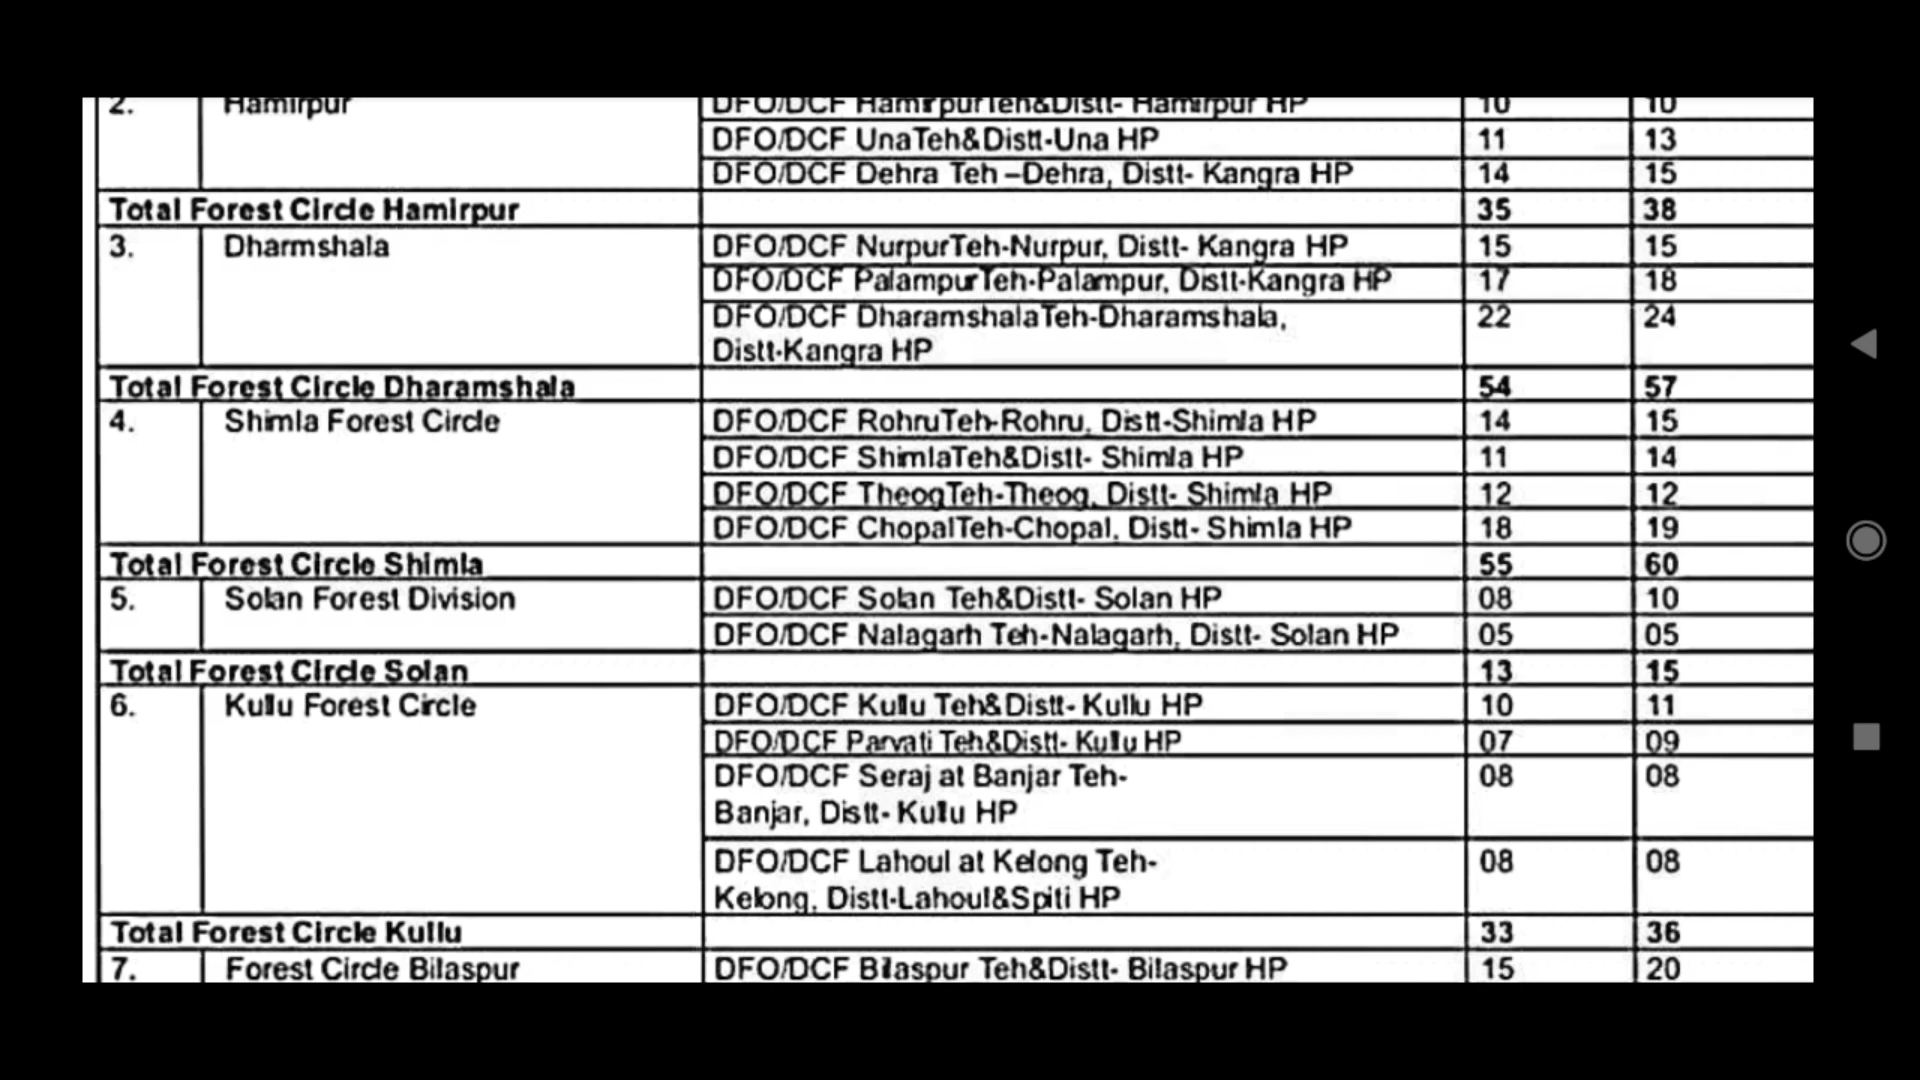 2. Hamirpur DFO/DCF HamirpurTeh&Distt- Hamirpur HP 10 10
DFO/DCF UnaTeh&Distt-Una HP 11 13
DFO/DCF Dehra Teh –Dehra, Distt- Kangra HP 14 15
Total Forest Circle Hamirpur 35 38
3. Dharmshala DFO/DCF NurpurTeh-Nurpur, Distt- Kangra HP 15 15
DFO/DCF PalampurTeh-Palampur, Distt-Kangra HP 17 18
DFO/DCF DharamshalaTeh-Dharamshala, 22 24
Distt-Kangra HP
Total Forest Circle Dharamshala 54 57
4. Shimla Forest Circle DFO/DCF RohruTeh-Rohru, Distt-Shimla HP 14 15
DFO/DCF ShimlaTeh&Distt- Shimla HP 11 14
DFO/DCF TheogTeh-Theog, Distt- Shimla HP 12 12
DFO/DCF ChopalTeh-Chopal, Distt- Shimla HP 18 19
Total Forest Circle Shimla 55 60
5. Solan Forest Division DFO/DCF Solan Teh&Distt- Solan HP 08 10
DFO/DCF Nalagarh Teh-Nalagarh, Distt- Solan HP 05 05
Total Forest Circle Solan 13 15
6. Kullu Forest Circle DFO/DCF Kullu Teh&Distt- Kullu HP 10 11
DFO/DCF Parvati Teh&Distt- Kullu HP 07 09
DFO/DCF Seraj at Banjar Teh- 08 08
Banjar, Distt- Kullu HP
DFO/DCF Lahoul at Kelong Teh- 08 08
Kelong, Distt-Lahoul&Spiti HP
Total Forest Circle Kullu 33 36
7. Forest Circle Bilaspur DFO/DCF Bilaspur Teh&Distt- Bilaspur HP 15 20